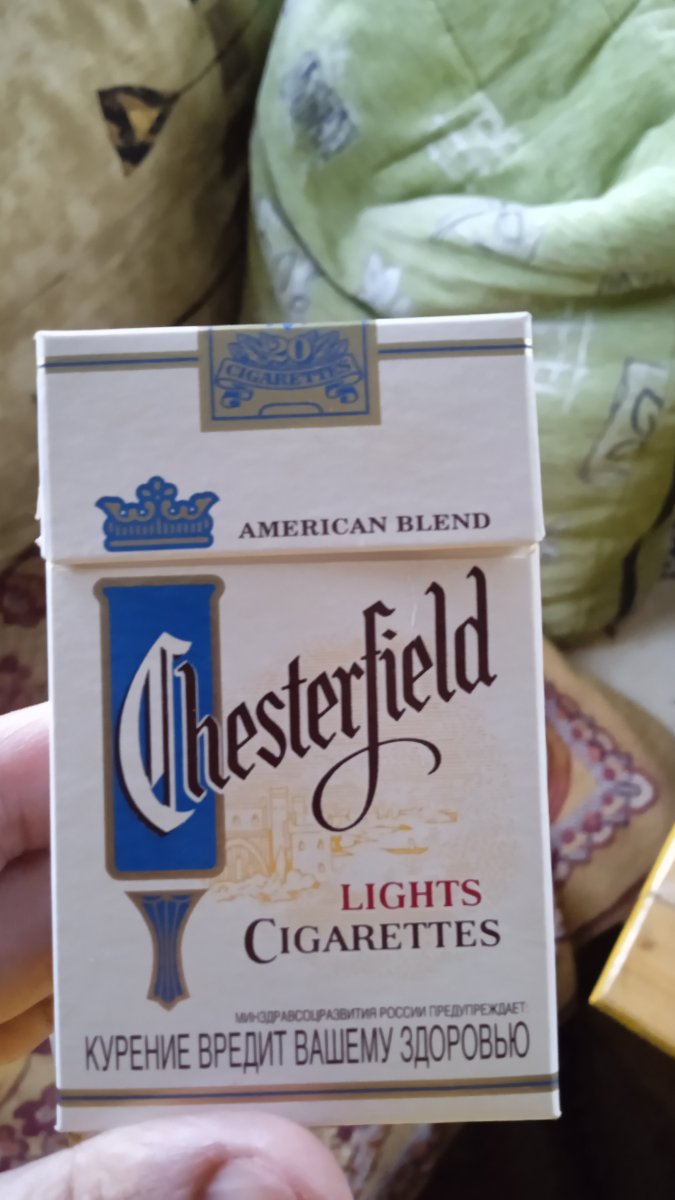 20
CIGARETTES
AMERICAN BLEND
Chesterfield
LIGHTS
CIGARETTES
МИНЗДРАВСОЦРАЗВИТИЯ РОССИИ ПРЕДУПРЕЖДАЕТ:
КУРЕНИЕ ВРЕДИТ ВАШЕМУ ЗДОРОВЬЮ